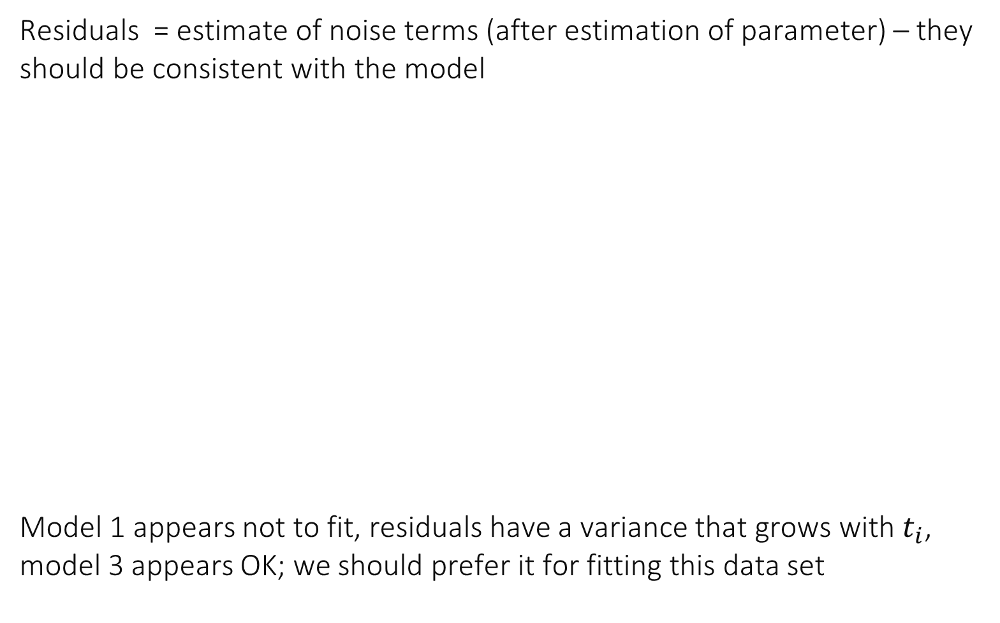 Residuals  = estimate of noise terms (after estimation of parameter) – they
should be consistent with the model
Model 1 appears not to fit, residuals have a variance that grows with tᵢ,
model 3 appears OK; we should prefer it for fitting this data set